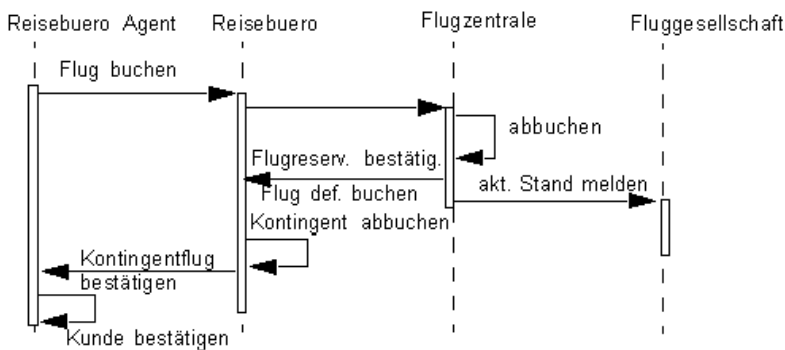 Reisebuero Agent
Reisebuero
Flugzentrale
Fluggesellschaft
Flug buchen
abbuchen
Flugreserv. bestätig.
akt. Stand melden
Flug def. buchen
Kontingent abbuchen
Kontingentflug
bestätigen
Kunde bestätigen